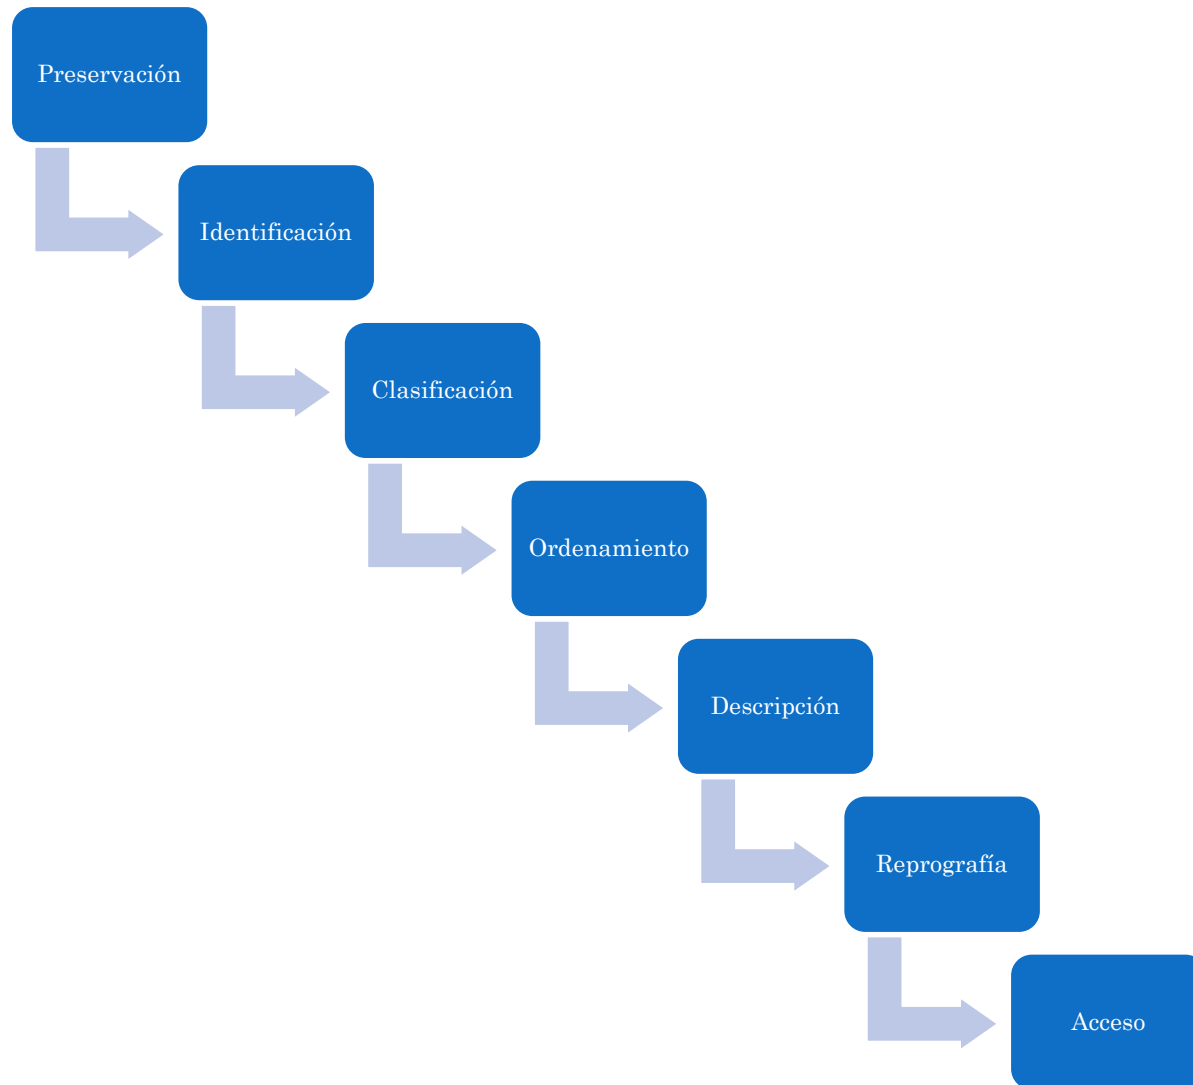 Preservación
Identificación
Clasificación
Ordenamiento
Descripción
Reprografía
Acceso